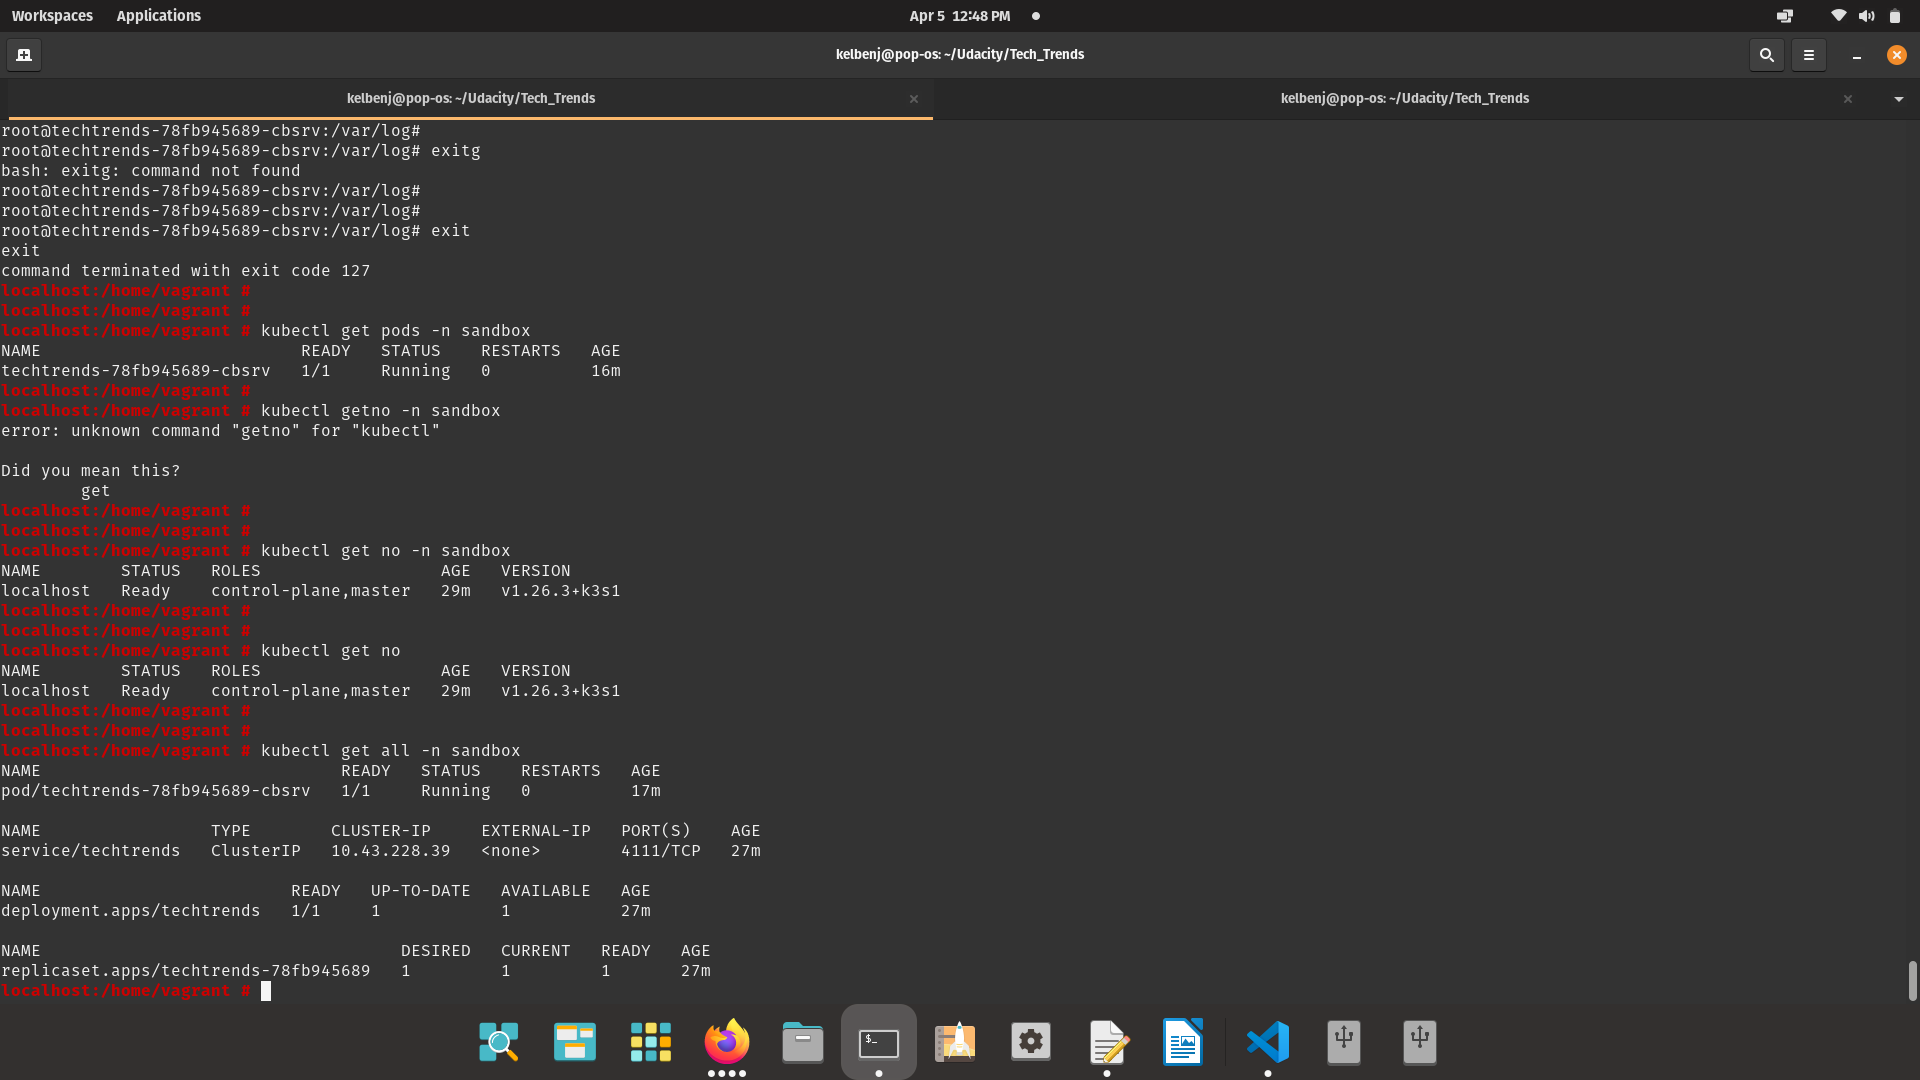 Workspaces Applications Apr 5 12:48 PM
kelbenj@pop-os: ~/Udacity/Tech_Trends
kelbenj@pop-os: ~/Udacity/Tech_Trends × kelbenj@pop-os: ~/Udacity/Tech_Trends ×
root@techtrends-78fb945689-cbsrv:/var/log#
root@techtrends-78fb945689-cbsrv:/var/log# exitg
bash: exitg: command not found
root@techtrends-78fb945689-cbsrv:/var/log#
root@techtrends-78fb945689-cbsrv:/var/log#
root@techtrends-78fb945689-cbsrv:/var/log# exit
exit
command terminated with exit code 127
localhost:/home/vagrant #
localhost:/home/vagrant #
localhost:/home/vagrant # kubectl get pods -n sandbox
NAME READY STATUS RESTARTS AGE
techtrends-78fb945689-cbsrv 1/1 Running 0 16m
localhost:/home/vagrant #
localhost:/home/vagrant # kubectl getno -n sandbox
error: unknown command "getno" for "kubectl"

Did you mean this?
get
localhost:/home/vagrant #
localhost:/home/vagrant #
localhost:/home/vagrant # kubectl get no -n sandbox
NAME STATUS ROLES AGE VERSION
localhost Ready control-plane,master 29m v1.26.3+k3s1
localhost:/home/vagrant #
localhost:/home/vagrant #
localhost:/home/vagrant # kubectl get no
NAME STATUS ROLES AGE VERSION
localhost Ready control-plane,master 29m v1.26.3+k3s1
localhost:/home/vagrant #
localhost:/home/vagrant #
localhost:/home/vagrant # kubectl get all -n sandbox
NAME READY STATUS RESTARTS AGE
pod/techtrends-78fb945689-cbsrv 1/1 Running 0 17m

NAME TYPE CLUSTER-IP EXTERNAL-IP PORT(S) AGE
service/techtrends ClusterIP 10.43.228.39 <none> 4111/TCP 27m

NAME READY UP-TO-DATE AVAILABLE AGE
deployment.apps/techtrends 1/1 1 1 27m

NAME DESIRED CURRENT READY AGE
replicaset.apps/techtrends-78fb945689 1 1 1 27m
localhost:/home/vagrant #
$_